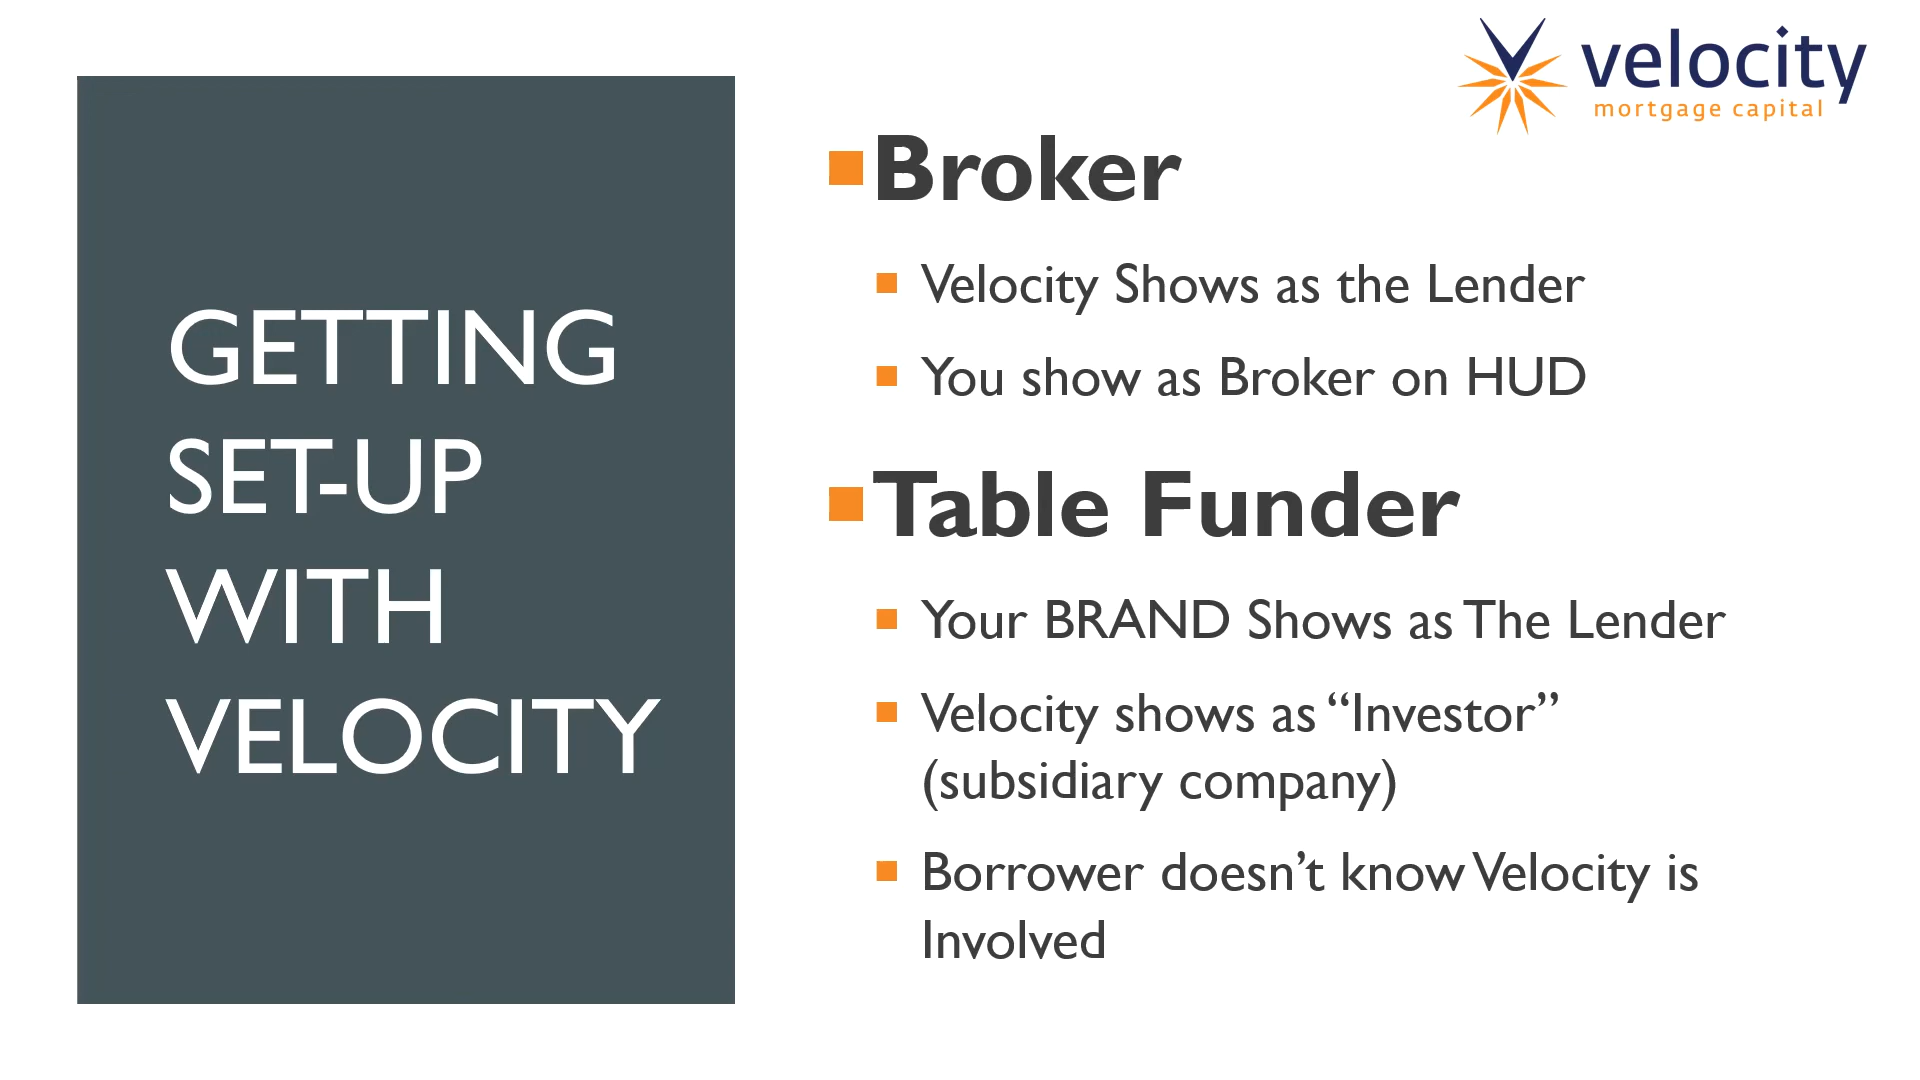 velocity
mortgage capital
GETTING
SET-UP
WITH
VELOCITY
Broker
Velocity Shows as the Lender
You show as Broker on HUD
Table Funder
Your BRAND Shows as The Lender
Velocity shows as “Investor”
(subsidiary company)
Borrower doesn’t know Velocity is
Involved